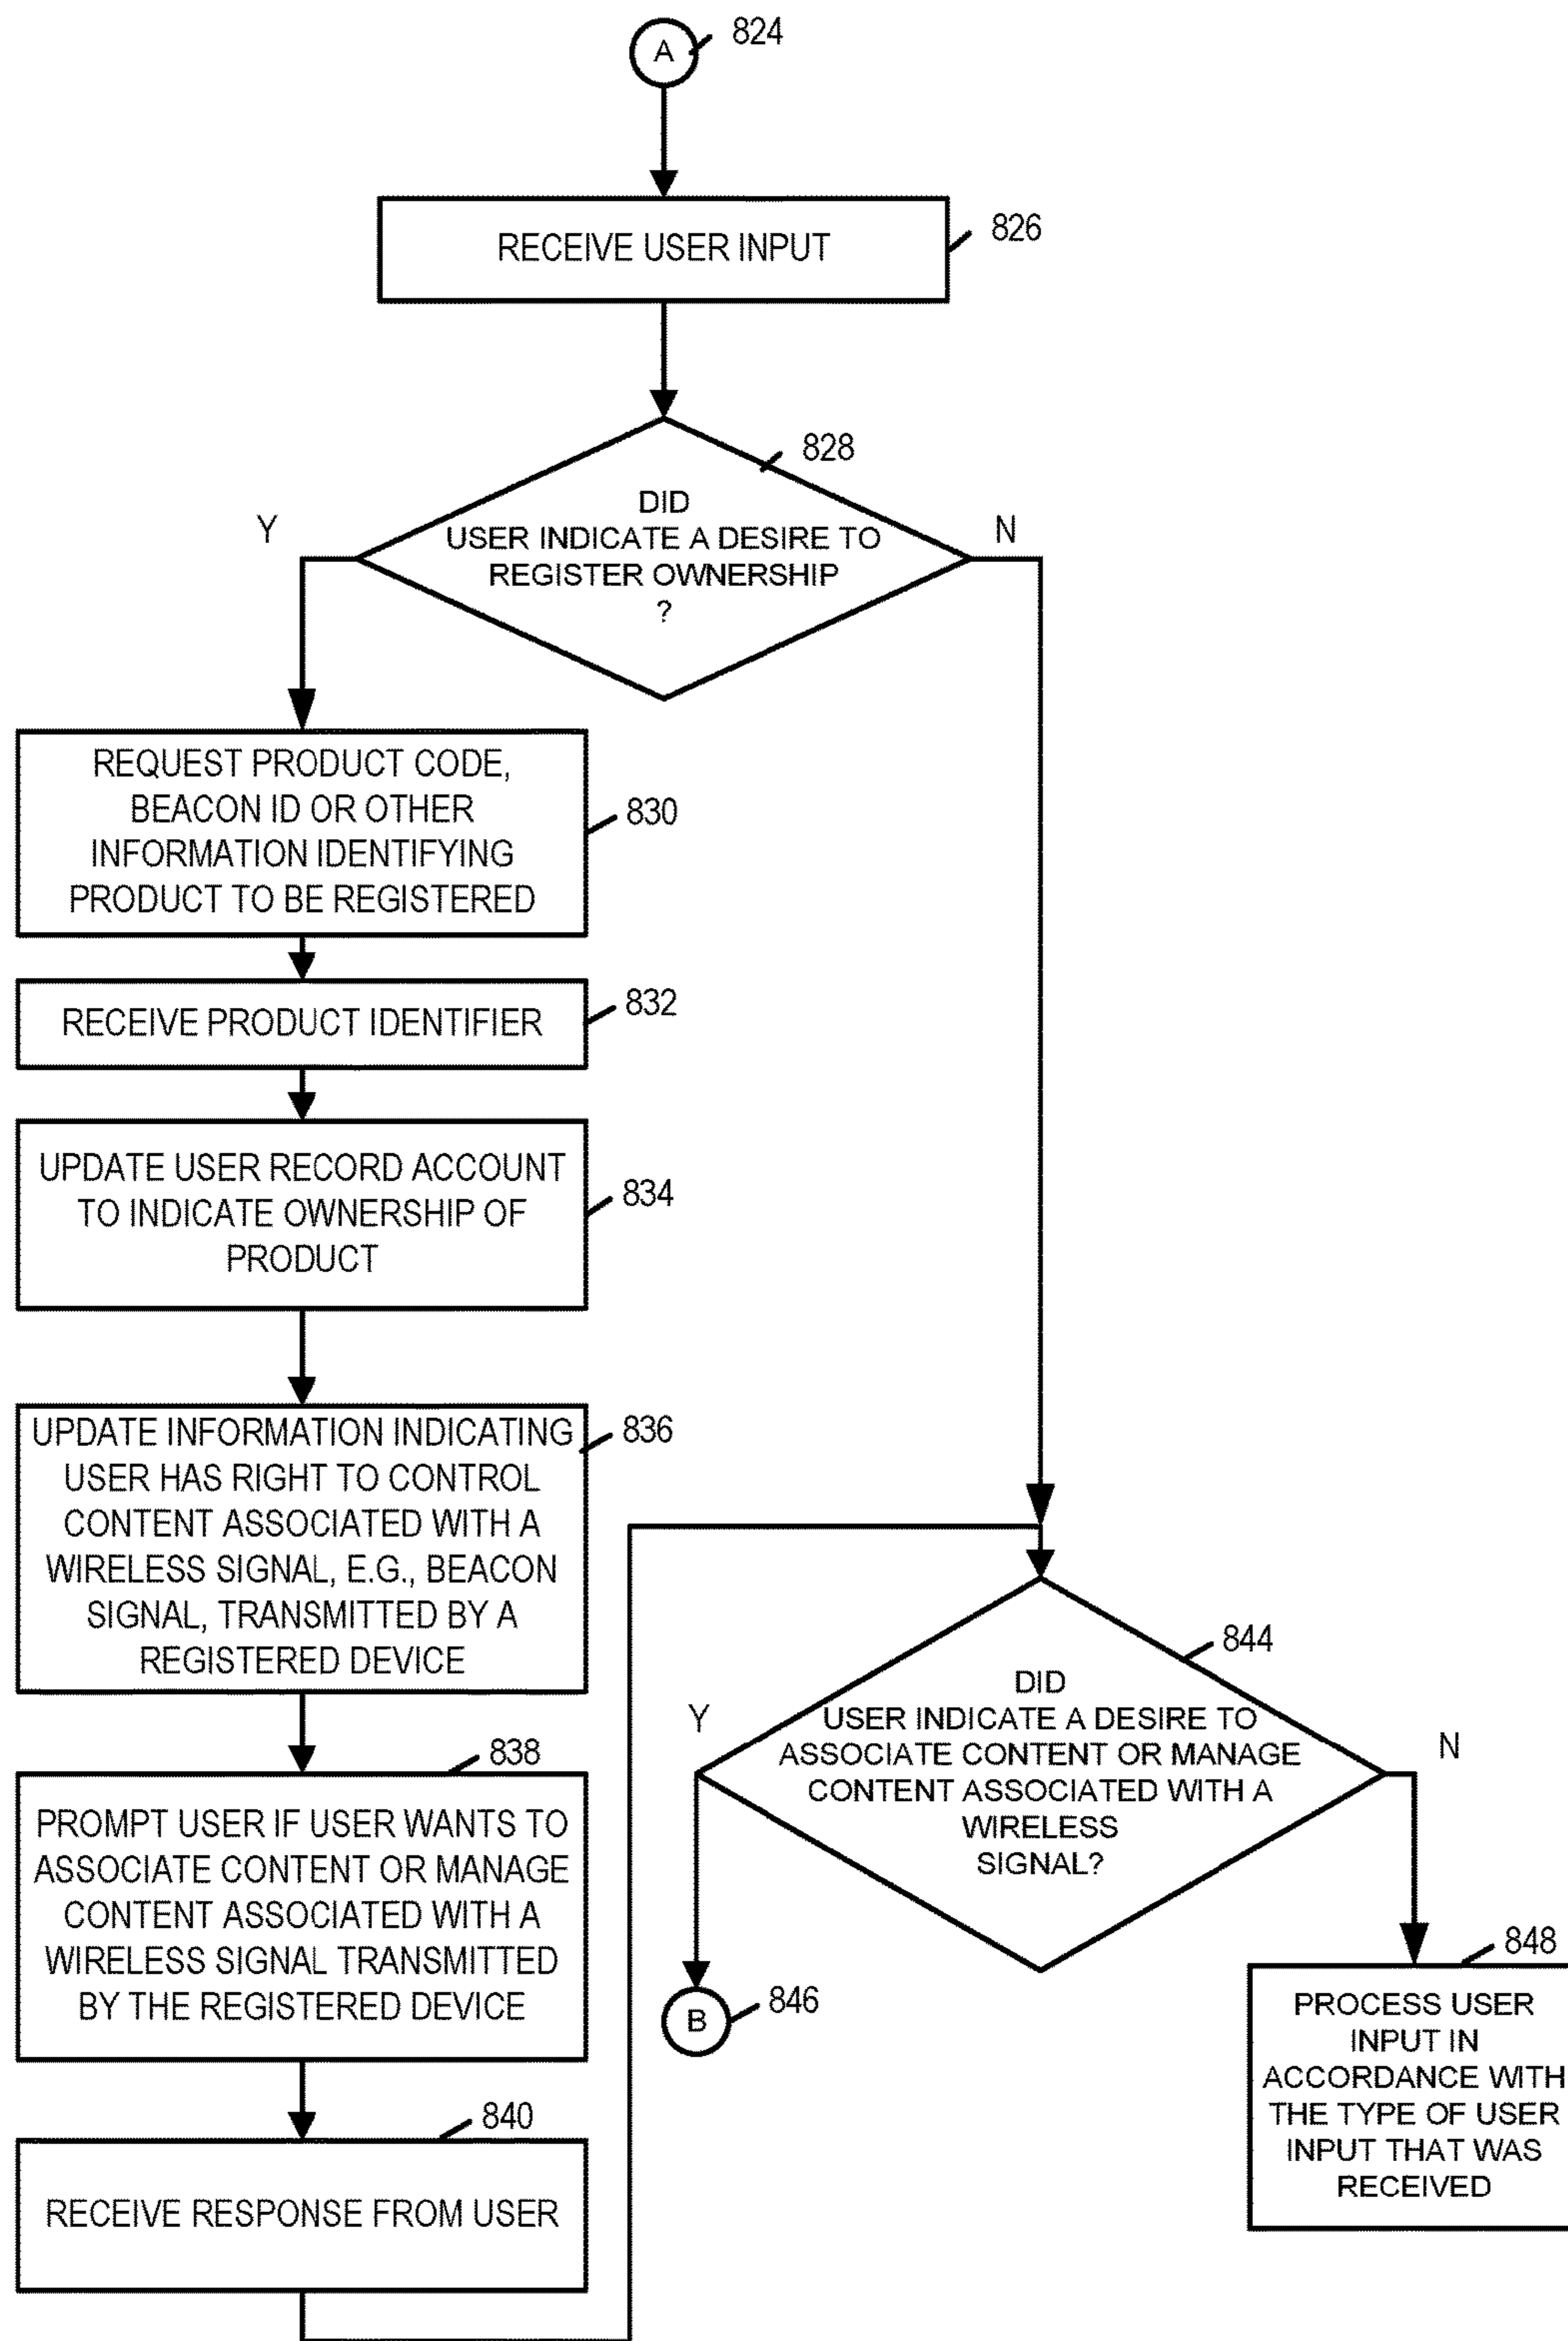 A
824
RECEIVE USER INPUT
826
828
DID
USER INDICATE A DESIRE TO
REGISTER OWNERSHIP
?
Y
N
REQUEST PRODUCT CODE,
BEACON ID OR OTHER
INFORMATION IDENTIFYING
PRODUCT TO BE REGISTERED
830
RECEIVE PRODUCT IDENTIFIER
832
UPDATE USER RECORD ACCOUNT
TO INDICATE OWNERSHIP OF
PRODUCT
834
UPDATE INFORMATION INDICATING
USER HAS RIGHT TO CONTROL
CONTENT ASSOCIATED WITH A
WIRELESS SIGNAL, E.G., BEACON
SIGNAL, TRANSMITTED BY A
REGISTERED DEVICE
836
838
PROMPT USER IF USER WANTS TO
ASSOCIATE CONTENT OR MANAGE
CONTENT ASSOCIATED WITH A
WIRELESS SIGNAL TRANSMITTED
BY THE REGISTERED DEVICE
840
RECEIVE RESPONSE FROM USER
844
DID
USER INDICATE A DESIRE TO
ASSOCIATE CONTENT OR MANAGE
CONTENT ASSOCIATED WITH A
WIRELESS
SIGNAL?
Y
N
B
846
848
PROCESS USER
INPUT IN
ACCORDANCE WITH
THE TYPE OF USER
INPUT THAT WAS
RECEIVED